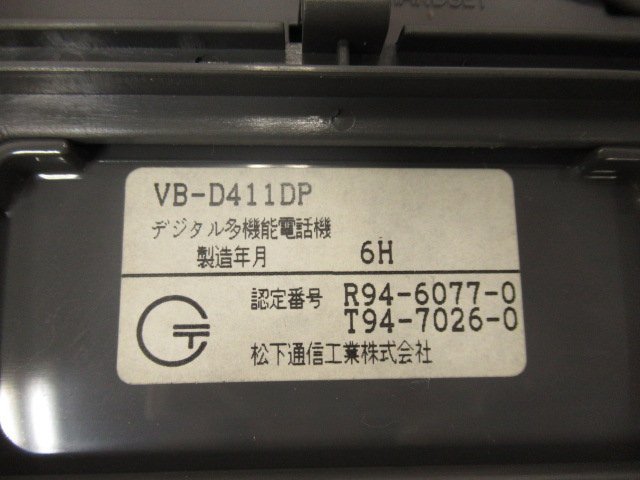 HANDSET
VB-D411DP
デジタル多機能電話機
製造年月 6H
認定番号 R94-6077-0
T94-7026-0
松下通信工業株式会社